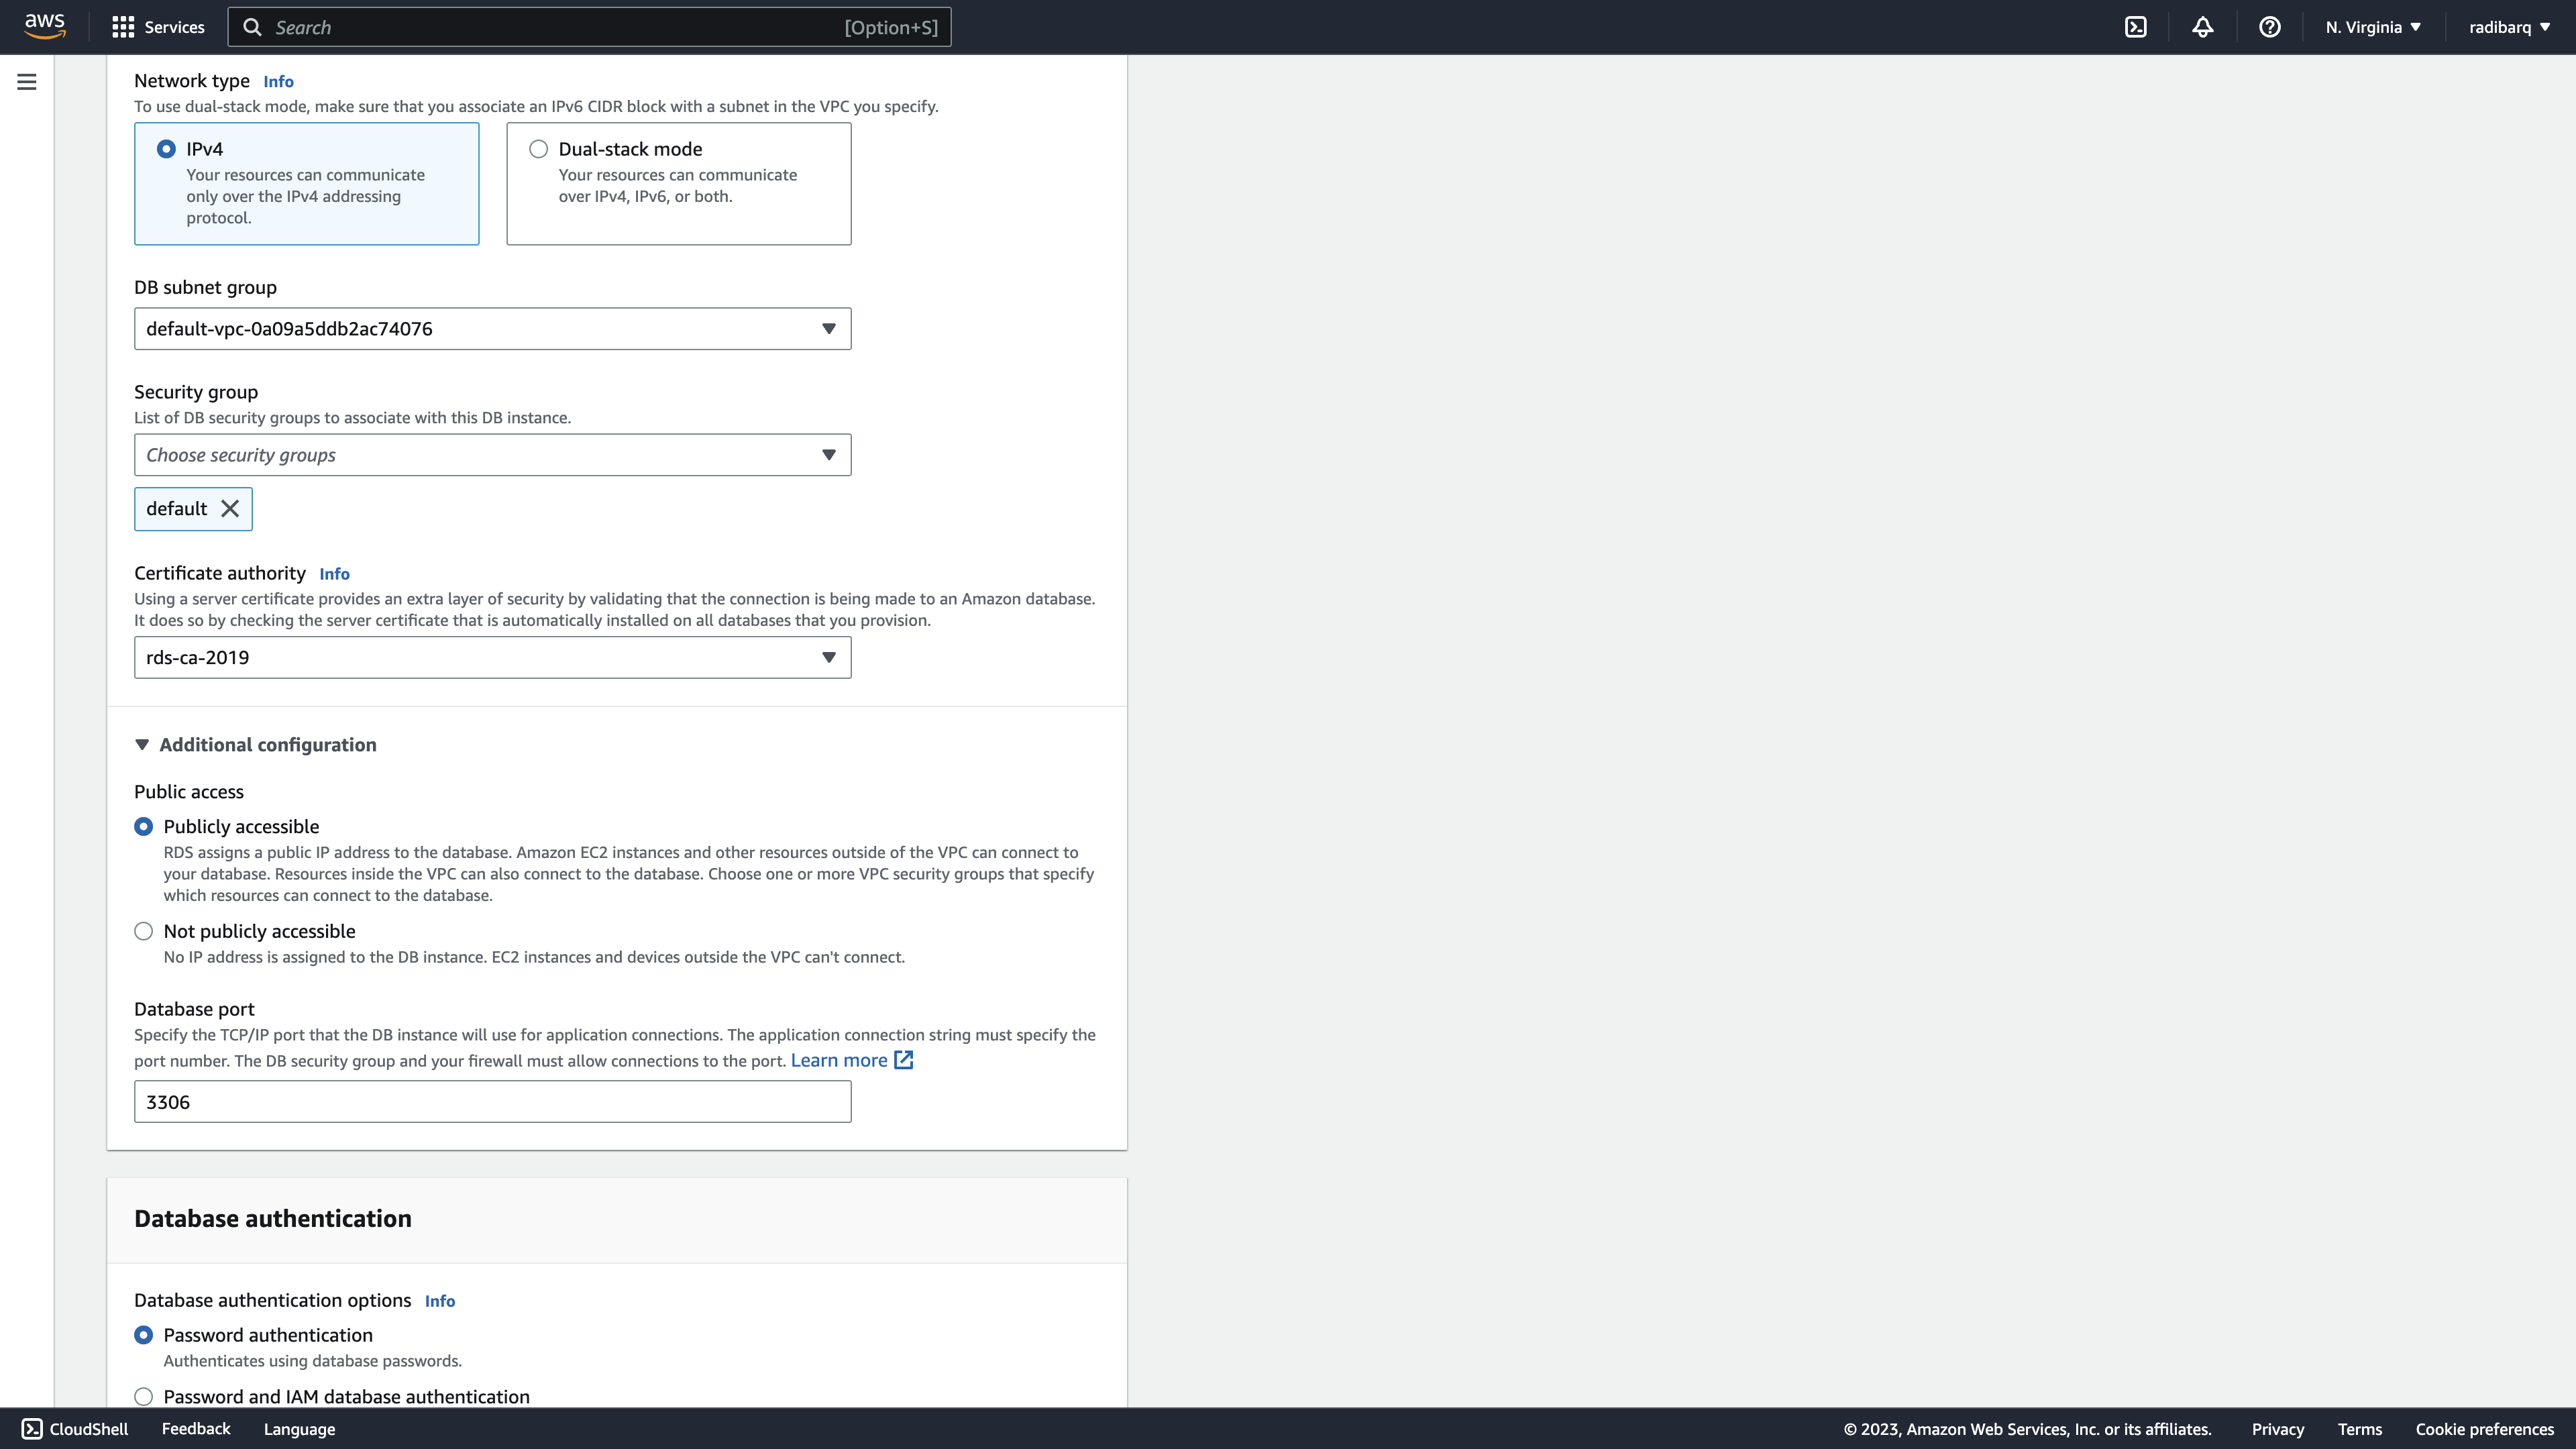 aws
Services
Search
[Option+S]
N. Virginia
radibarq
Network type Info
To use dual-stack mode, make sure that you associate an IPv6 CIDR block with a subnet in the VPC you specify.
IPv4
Your resources can communicate
only over the IPv4 addressing
protocol.
Dual-stack mode
Your resources can communicate
over IPv4, IPv6, or both.
DB subnet group
default-vpc-0a09a5ddb2ac74076
Security group
List of DB security groups to associate with this DB instance.
Choose security groups
default
Certificate authority Info
Using a server certificate provides an extra layer of security by validating that the connection is being made to an Amazon database.
It does so by checking the server certificate that is automatically installed on all databases that you provision.
rds-ca-2019
Additional configuration
Public access
Publicly accessible
RDS assigns a public IP address to the database. Amazon EC2 instances and other resources outside of the VPC can connect to
your database. Resources inside the VPC can also connect to the database. Choose one or more VPC security groups that specify
which resources can connect to the database.
Not publicly accessible
No IP address is assigned to the DB instance. EC2 instances and devices outside the VPC can't connect.
Database port
Specify the TCP/IP port that the DB instance will use for application connections. The application connection string must specify the
port number. The DB security group and your firewall must allow connections to the port. Learn more
3306
Database authentication
Database authentication options Info
Password authentication
Authenticates using database passwords.
Password and IAM database authentication
CloudShell
Feedback
Language
© 2023, Amazon Web Services, Inc. or its affiliates.
Privacy
Terms
Cookie preferences